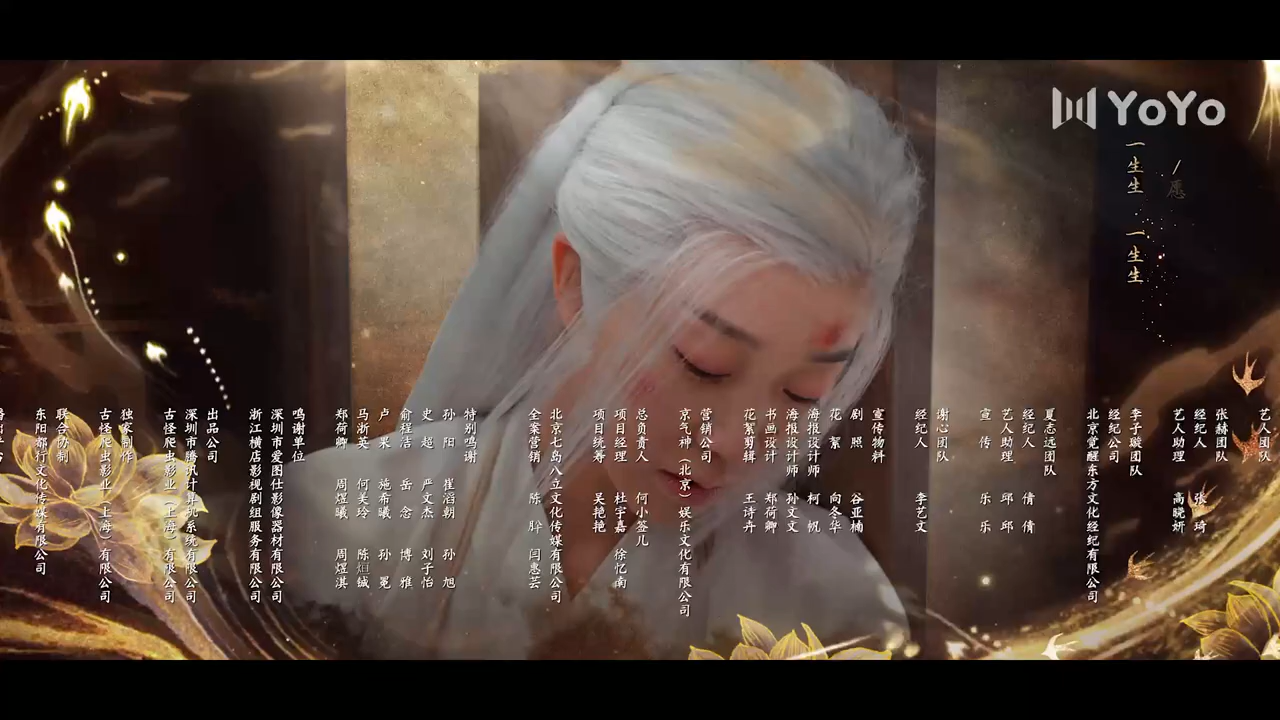 YoYo
愿
一生生 一生生
艺人团队
张赫团队
经纪人 张琦
艺人助理 高晓妍
李子璇团队
经纪公司
北京觉醒东方文化经纪有限公司
夏志远团队
经纪人 倩倩
艺人助理 邱邱
宣传 乐乐
谢心团队
经纪人 李艺文
宣传物料
剧照 谷亚楠
花絮 向冬华
海报设计师 柯帆
海报设计师 孙文文
书画设计 郑荷卿
花絮剪辑 王诗卉
营销公司
京气神（北京）娱乐文化有限公司
总负责人 何小签儿
项目经理 杜宇嘉 徐忆南
项目统筹 吴艳艳
北京七岛八立文化传媒有限公司
全案营销 陈肸 闫惠芸
特别鸣谢
孙阳 崔滔朝 孙旭
史超 严文杰 刘子怡
俞程洁 岳念 博雅
卢果 施希曦 孙冕
马浙英 何美玲 陈烜铖
郑荷卿 周煜曦 周煜淇
鸣谢单位
深圳市爱图仕影像器材有限公司
浙江横店影视剧组服务有限公司
出品公司
深圳市腾讯计算机系统有限公司
古怪爬虫影业（上海）有限公司
独家制作
古怪爬虫影业（上海）有限公司
联合协制
东阳都行文化传媒有限公司